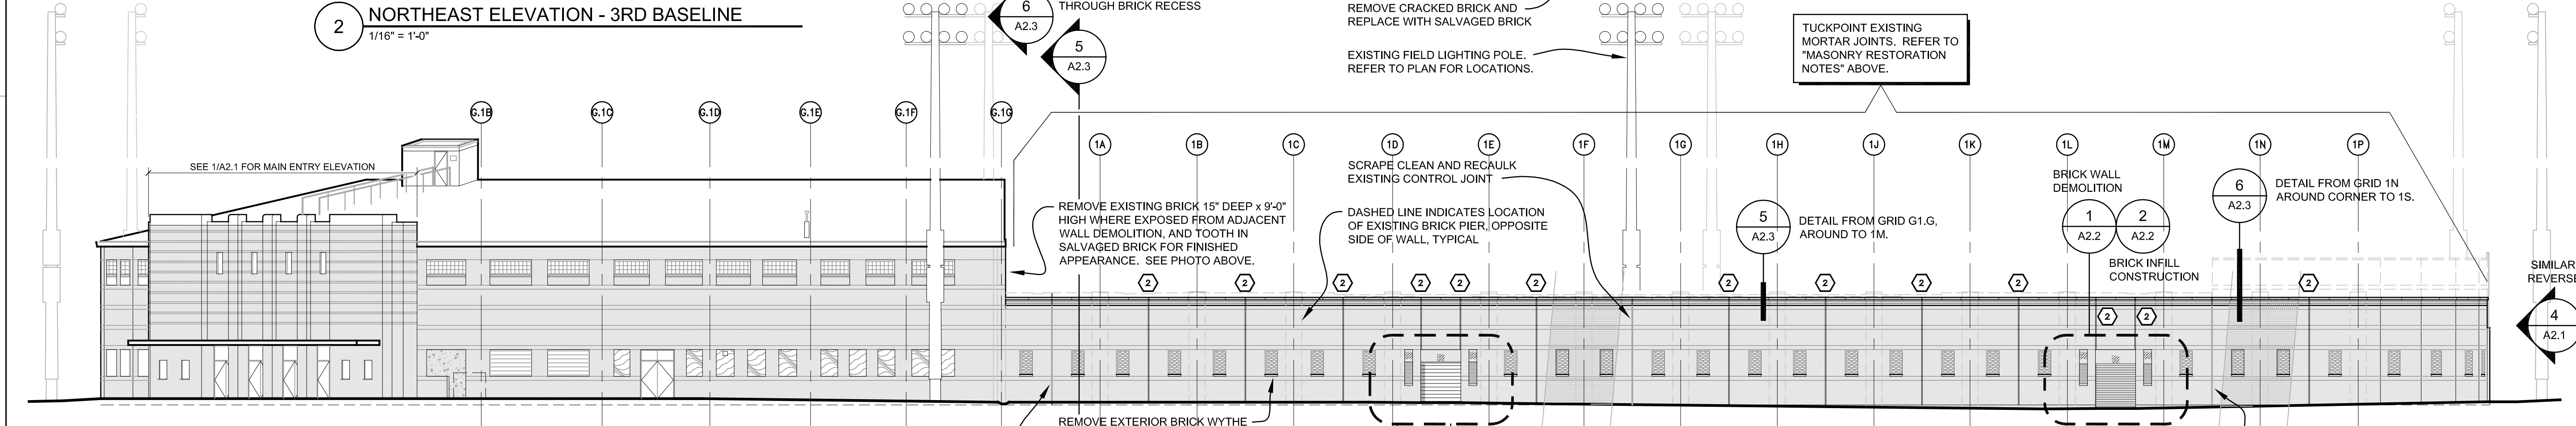 2
NORTHEAST ELEVATION - 3RD BASELINE
1/16" = 1'-0"
6
A2.3
THROUGH BRICK RECESS
5
A2.3
REMOVE CRACKED BRICK AND
REPLACE WITH SALVAGED BRICK
EXISTING FIELD LIGHTING POLE.
REFER TO PLAN FOR LOCATIONS.
TUCKPOINT EXISTING
MORTAR JOINTS. REFER TO
"MASONRY RESTORATION
NOTES" ABOVE.
G.1B
G.1C
G.1D
G.1E
G.1F
G.1G
1A
1B
1C
1D
1E
1F
1G
1H
1J
1K
1L
1M
1N
1P
SEE 1/A2.1 FOR MAIN ENTRY ELEVATION
REMOVE EXISTING BRICK 15" DEEP x 9'-0"
HIGH WHERE EXPOSED FROM ADJACENT
WALL DEMOLITION, AND TOOTH IN
SALVAGED BRICK FOR FINISHED
APPEARANCE. SEE PHOTO ABOVE.
SCRAPE CLEAN AND RECAULK
EXISTING CONTROL JOINT
DASHED LINE INDICATES LOCATION
OF EXISTING BRICK PIER, OPPOSITE
SIDE OF WALL, TYPICAL
5
A2.3
DETAIL FROM GRID G1.G,
AROUND TO 1M.
BRICK WALL
DEMOLITION
1
A2.2
2
A2.2
BRICK INFILL
CONSTRUCTION
6
A2.3
DETAIL FROM GRID 1N
AROUND CORNER TO 1S.
SIMILAR
REVERSE
4
A2.1
2
2
2
2
2
2
2
2
2
2
2
2
2
REMOVE EXTERIOR BRICK WYTHE